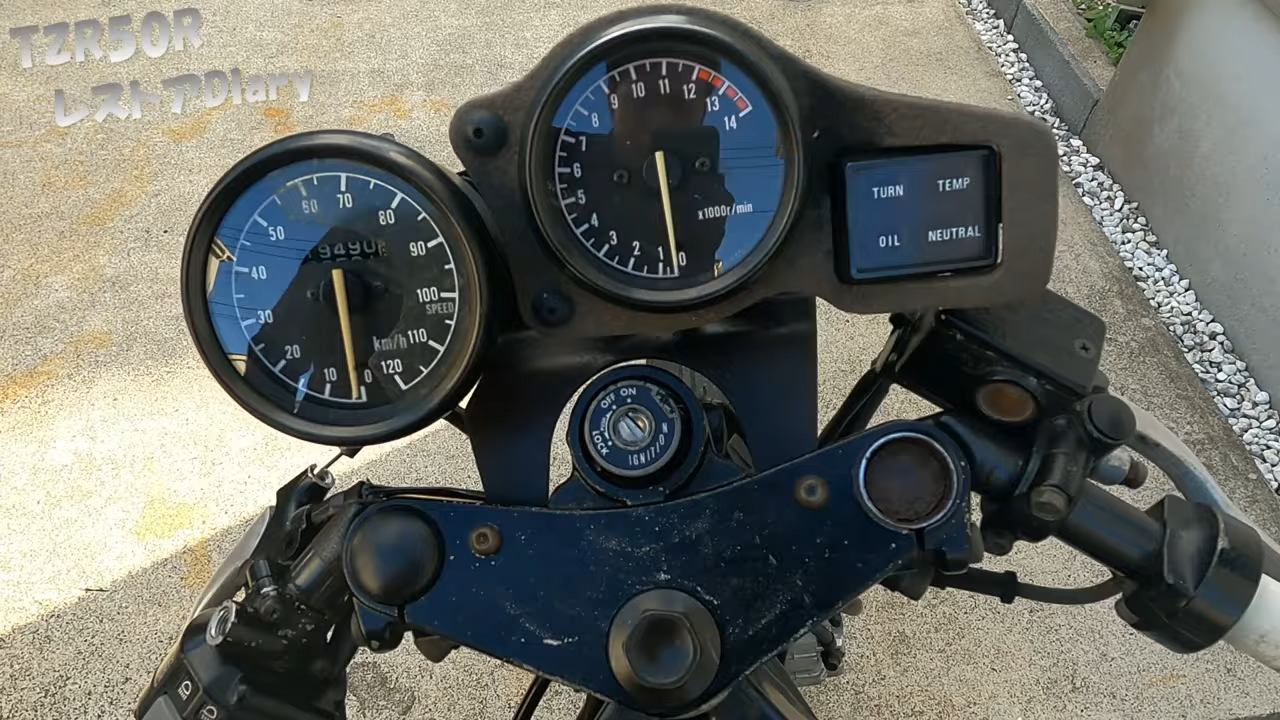 TZR50R
レストアDiary
14
13
12
11
10
9
8
7
6
5
4
3
2
1
0
x1000r/min
TURN
TEMP
OIL
NEUTRAL
0
10
20
30
40
50
60
70
80
90
100
110
120
SPEED
km/h
9490
OFF
ON
LOCK
IGNITION